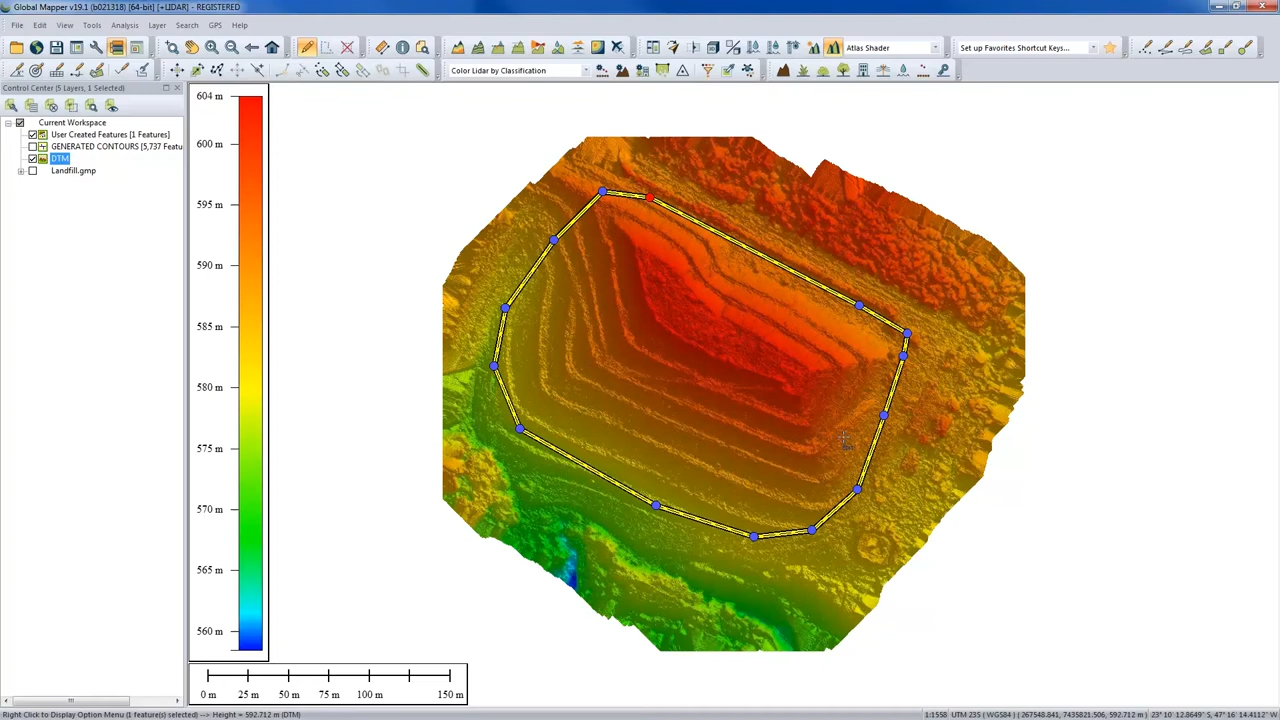 Global Mapper v19.1 (b021318) [64-bit] [+LIDAR] - REGISTERED
File Edit View Tools Analysis Layer Search GPS Help
Atlas Shader
Set up Favorites Shortcut Keys...
Color Lidar by Classification
Control Center (5 Layers, 1 Selected)
Current Workspace
User Created Features [1 Features]
GENERATED CONTOURS [5,737 Featu
DTM
Landfill.gmp
604 m
600 m
595 m
590 m
585 m
580 m
575 m
570 m
565 m
560 m
0 m 25 m 50 m 75 m 100 m 150 m
Right Click to Display Option Menu (1 feature(s) selected) --> Height = 592.712 m (DTM)
1:1558 UTM 23S (WGS84) ( 267548.841, 7435821.506, 592.712 m) 23° 10' 12.8649" S, 47° 16' 14.4112" W